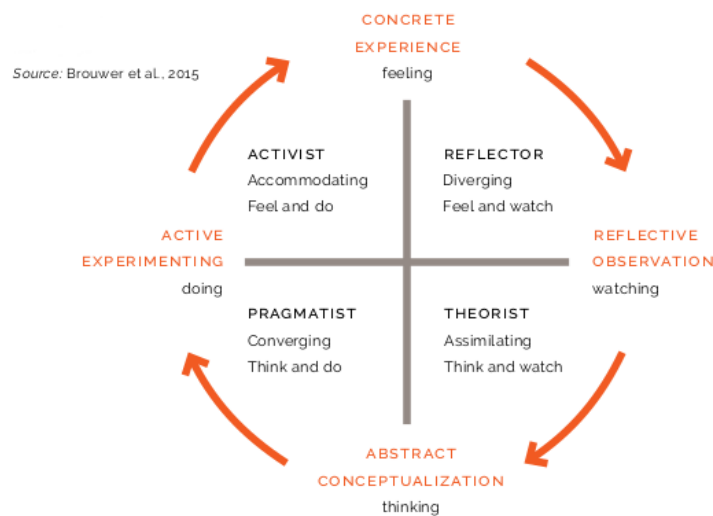 CONCRETE
EXPERIENCE
feeling
Source: Brouwer et al., 2015
ACTIVIST
Accommodating
Feel and do
REFLECTOR
Diverging
Feel and watch
ACTIVE
EXPERIMENTING
doing
REFLECTIVE
OBSERVATION
watching
PRAGMATIST
Converging
Think and do
THEORIST
Assimilating
Think and watch
ABSTRACT
CONCEPTUALIZATION
thinking